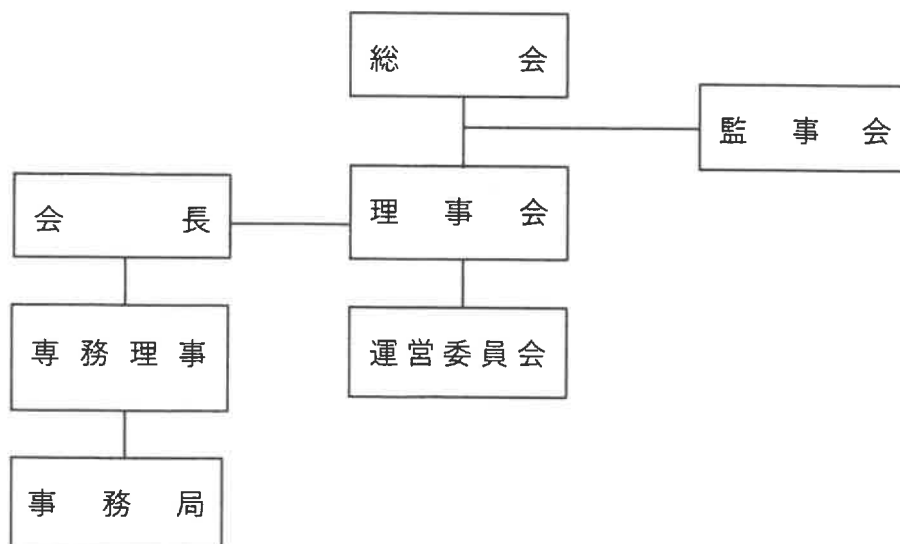 総会
監事会
会長
理事会
専務理事
運営委員会
事務局